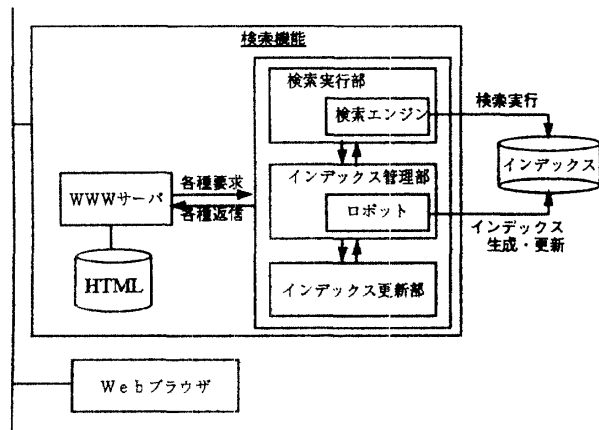 検索機能
検索実行部
検索エンジン
検索実行
インデックス
インデックス管理部
ロボット
各種要求
WWWサーバ
各種返信
インデックス
生成・更新
HTML
インデックス更新部
Webブラウザ